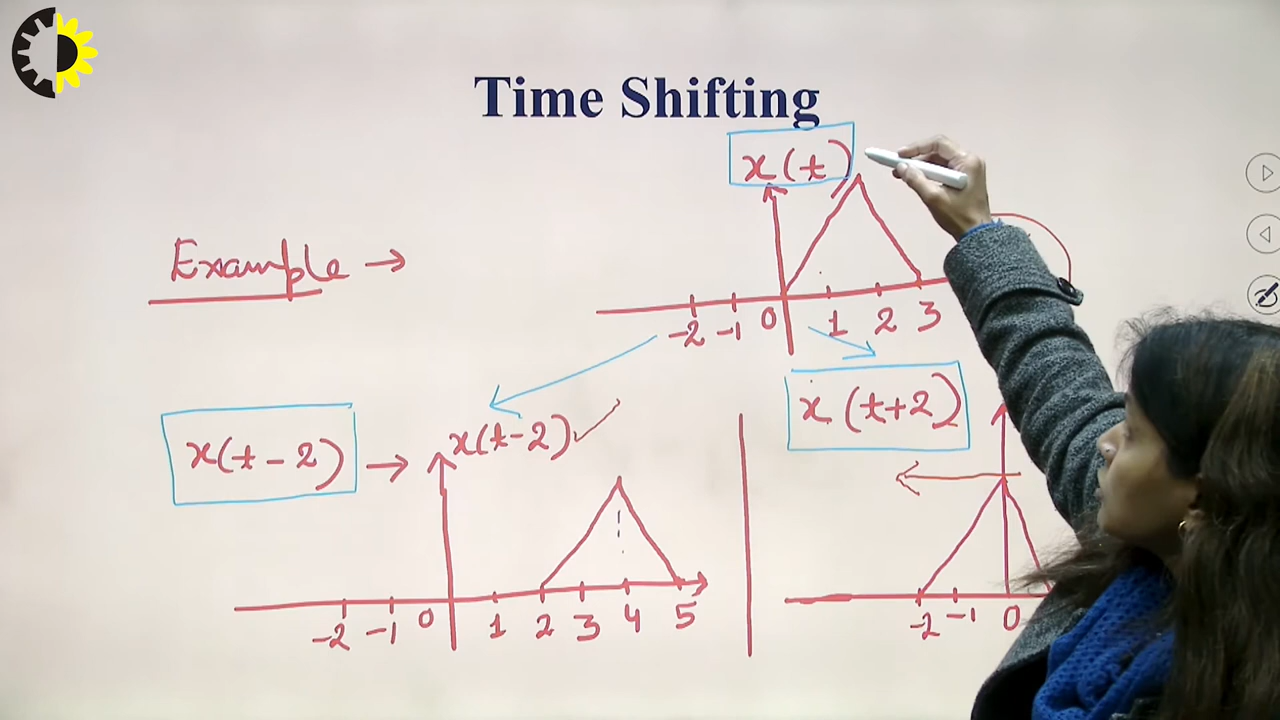 Time Shifting
x(t)
Example →
-2 -1 0 1 2 3
x(t-2) → x(t-2) ✓
x(t+2)
-2 -1 0 1 2 3 4 5
-2 -1 0